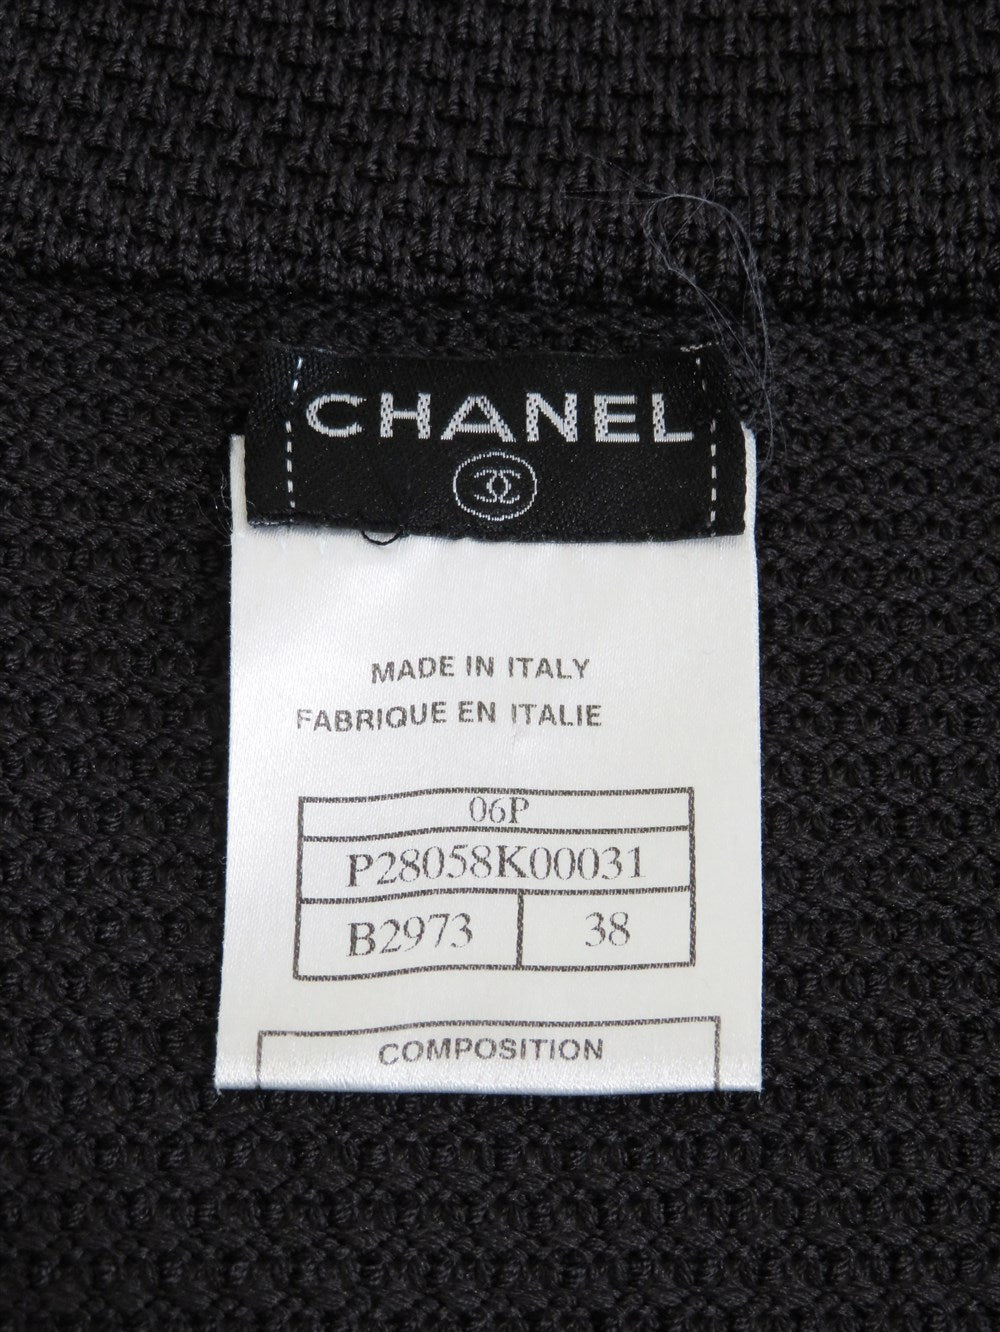 CHANEL
MADE IN ITALY
FABRIQUE EN ITALIE
06P
P28058K00031
B2973 38
COMPOSITION